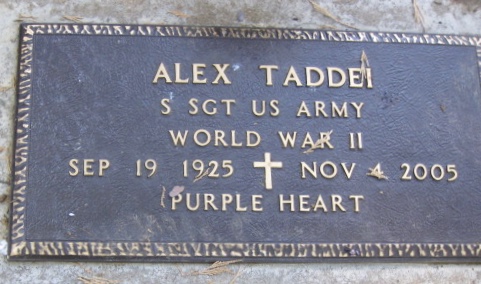 ALEX TADDEI
S SGT US ARMY
WORLD WAR II
SEP 19 1925 NOV 4 2005
PURPLE HEART